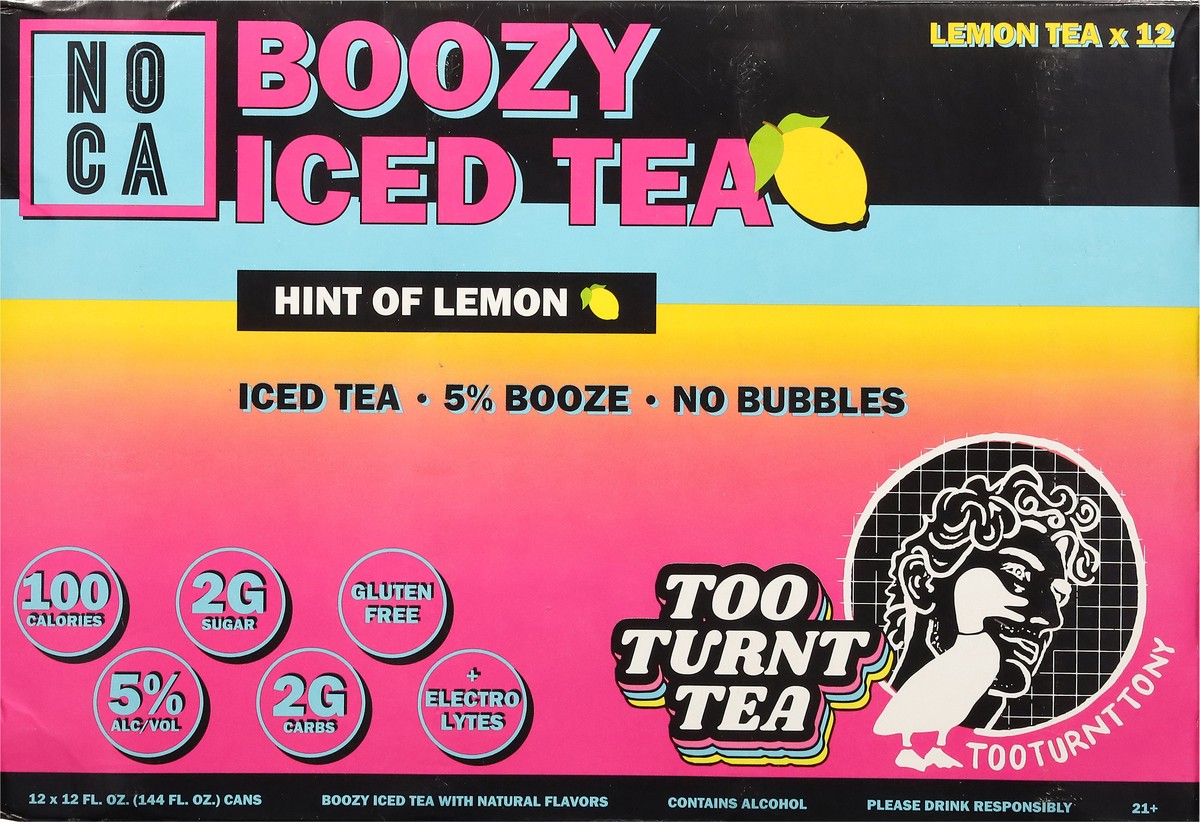 NO
CA
BOOZY
ICED TEA
LEMON TEA x 12
HINT OF LEMON
ICED TEA • 5% BOOZE • NO BUBBLES
100
CALORIES
2G
SUGAR
GLUTEN
FREE
5%
ALC/VOL
2G
CARBS
+
ELECTRO
LYTES
TOO
TURNT
TEA
TOOTURNTTONY
12 x 12 FL. OZ. (144 FL. OZ.) CANS
BOOZY ICED TEA WITH NATURAL FLAVORS
CONTAINS ALCOHOL
PLEASE DRINK RESPONSIBLY
21+